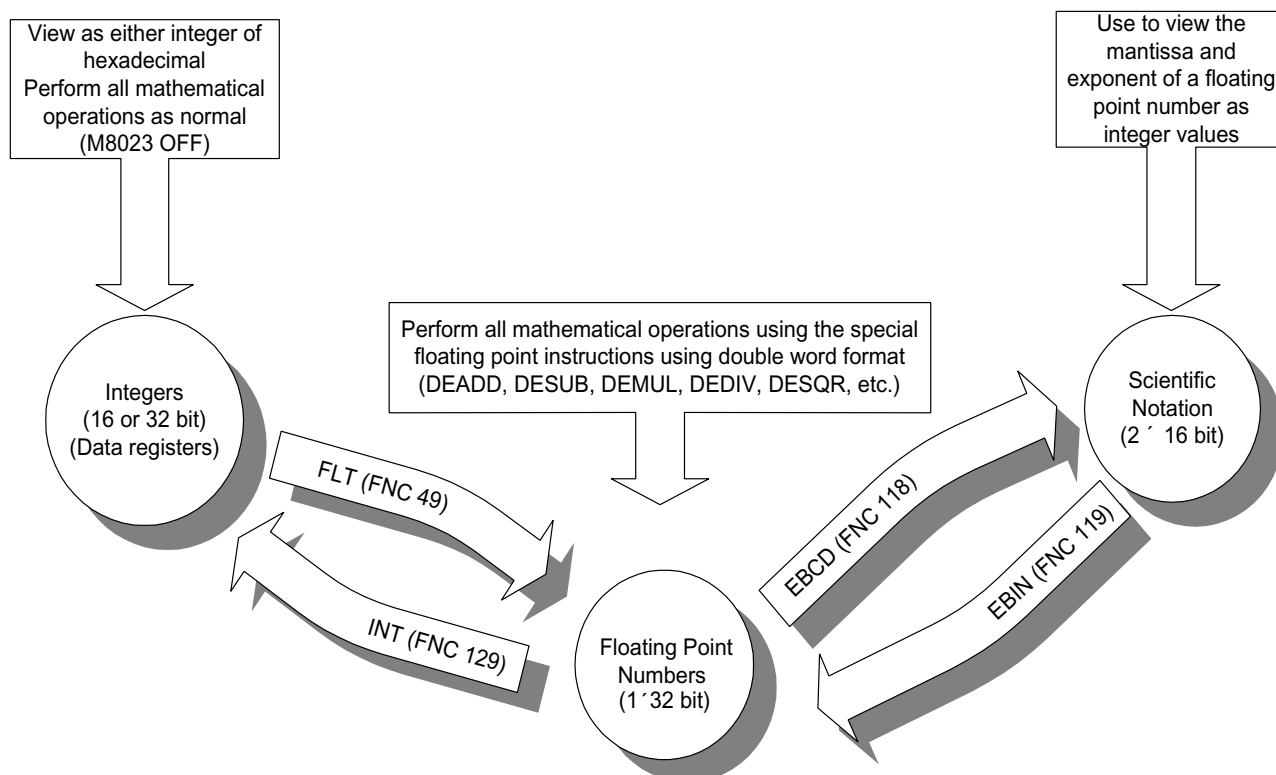 View as either integer of
hexadecimal
Perform all mathematical
operations as normal
(M8023 OFF)
Use to view the
mantissa and
exponent of a floating
point number as
integer values
Perform all mathematical operations using the special
floating point instructions using double word format
(DEADD, DESUB, DEMUL, DEDIV, DESQR, etc.)
Integers
(16 or 32 bit)
(Data registers)
Scientific
Notation
(2 ´ 16 bit)
FLT (FNC 49)
INT (FNC 129)
EBCD (FNC 118)
EBIN (FNC 119)
Floating Point
Numbers
(1 ´32 bit)